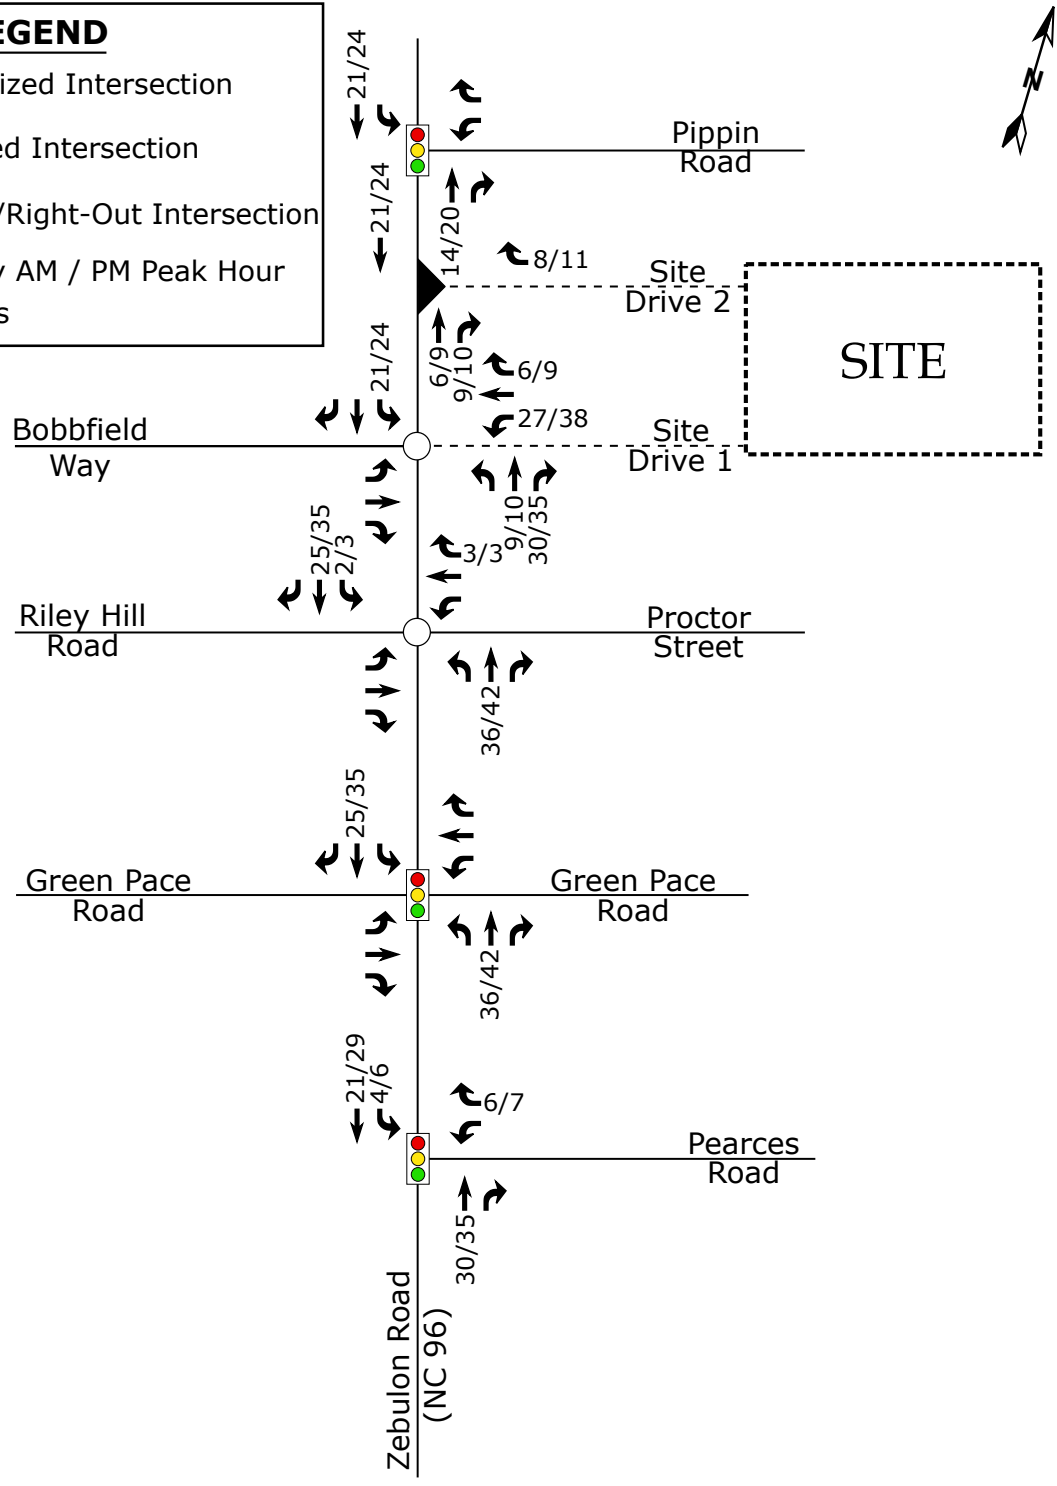 EGEND
ized Intersection
ed Intersection
/Right-Out Intersection
y AM / PM Peak Hour
s
21/24
N
Pippin
Road
21/24
14/20
8/11
Site
Drive 2
SITE
21/24
6/9
9/10
6/9
27/38
Bobbfield
Way
Site
Drive 1
25/35
2/3
3/3
9/10
30/35
Riley Hill
Road
Proctor
Street
36/42
25/35
Green Pace
Road
Green Pace
Road
36/42
21/29
4/6
6/7
Pearces
Road
30/35
Zebulon Road
(NC 96)